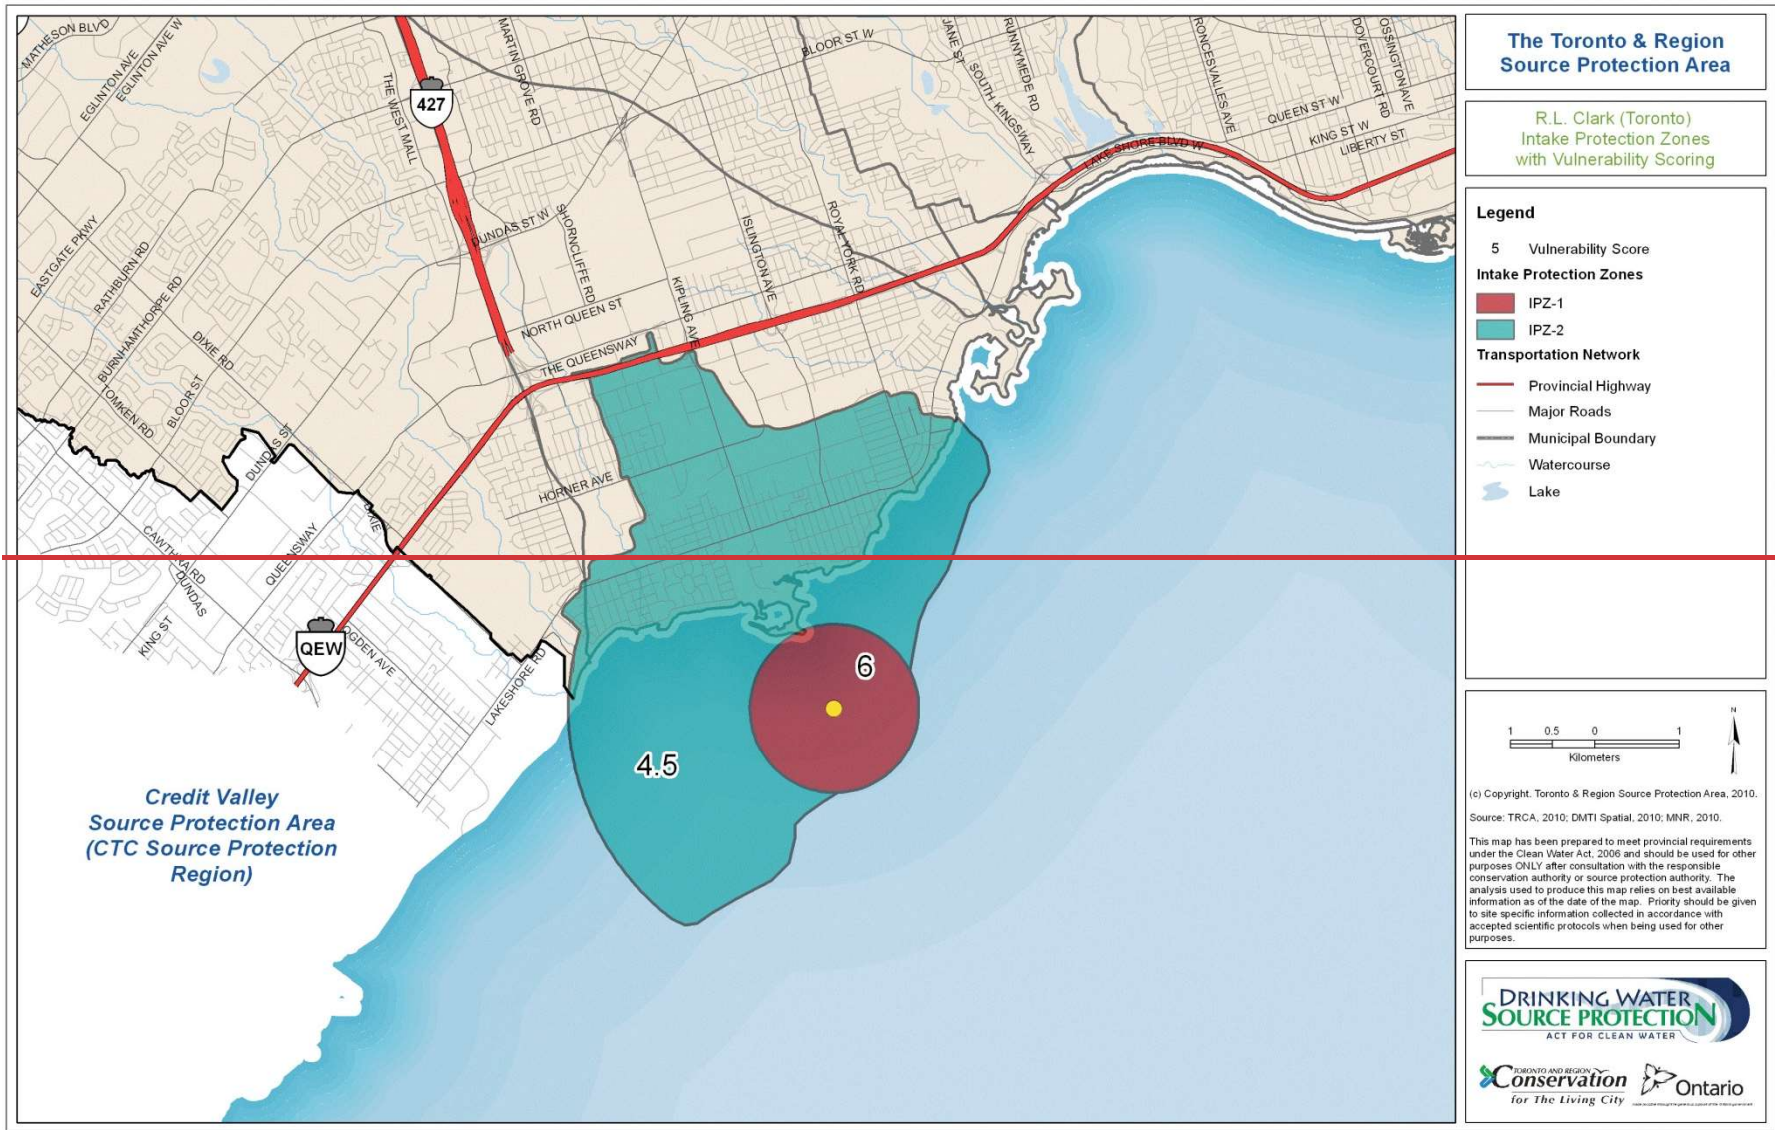 MATHESON BLVD
EGLINTON AVE
EGLINTON AVE W
THE WEST MALL
427
MARTIN GROVE RD
BLOOR ST W
JANE ST
SOUTH KINGSWAY
RUNNYMEDE RD
RONCESVALLES AVE
DOVERCOURT RD
OSSINGTON AVE
QUEEN ST W
KING ST W
LIBERTY ST
LAKE SHORE BLVD W
EASTGATE PKWY
RATHBURN RD
BURNHAMTHORPE RD
DUNDAS ST W
SHORNCLIFFE RD
ISLINGTON AVE
ROYAL YORK RD
KIPLING AVE
NORTH QUEEN ST
THE QUEENSWAY
DIXIE RD
TOMKEN RD
BLOOR ST
DUNDAS ST
HORNER AVE
DIXIE
CAWTHRA RD
DUNDAS
QUEENSWAY
KING ST
QEW
OGDEN AVE
LAKESHORE RD
6
4.5
Credit Valley
Source Protection Area
(CTC Source Protection
Region)
The Toronto & Region
Source Protection Area
R.L. Clark (Toronto)
Intake Protection Zones
with Vulnerability Scoring
Legend
5 Vulnerability Score
Intake Protection Zones
IPZ-1
IPZ-2
Transportation Network
Provincial Highway
Major Roads
Municipal Boundary
Watercourse
Lake
1 0.5 0 1
Kilometers
N
(c) Copyright. Toronto & Region Source Protection Area, 2010.
Source: TRCA, 2010; DMTI Spatial, 2010; MNR, 2010.
This map has been prepared to meet provincial requirements
under the Clean Water Act, 2006 and should be used for other
purposes ONLY after consultation with the responsible
conservation authority or source protection authority. The
analysis used to produce this map relies on best available
information as of the date of the map. Priority should be given
to site specific information collected in accordance with
accepted scientific protocols when being used for other
purposes.
DRINKING WATER
SOURCE PROTECTION
ACT FOR CLEAN WATER
TORONTO AND REGION
Conservation
for The Living City
Ontario